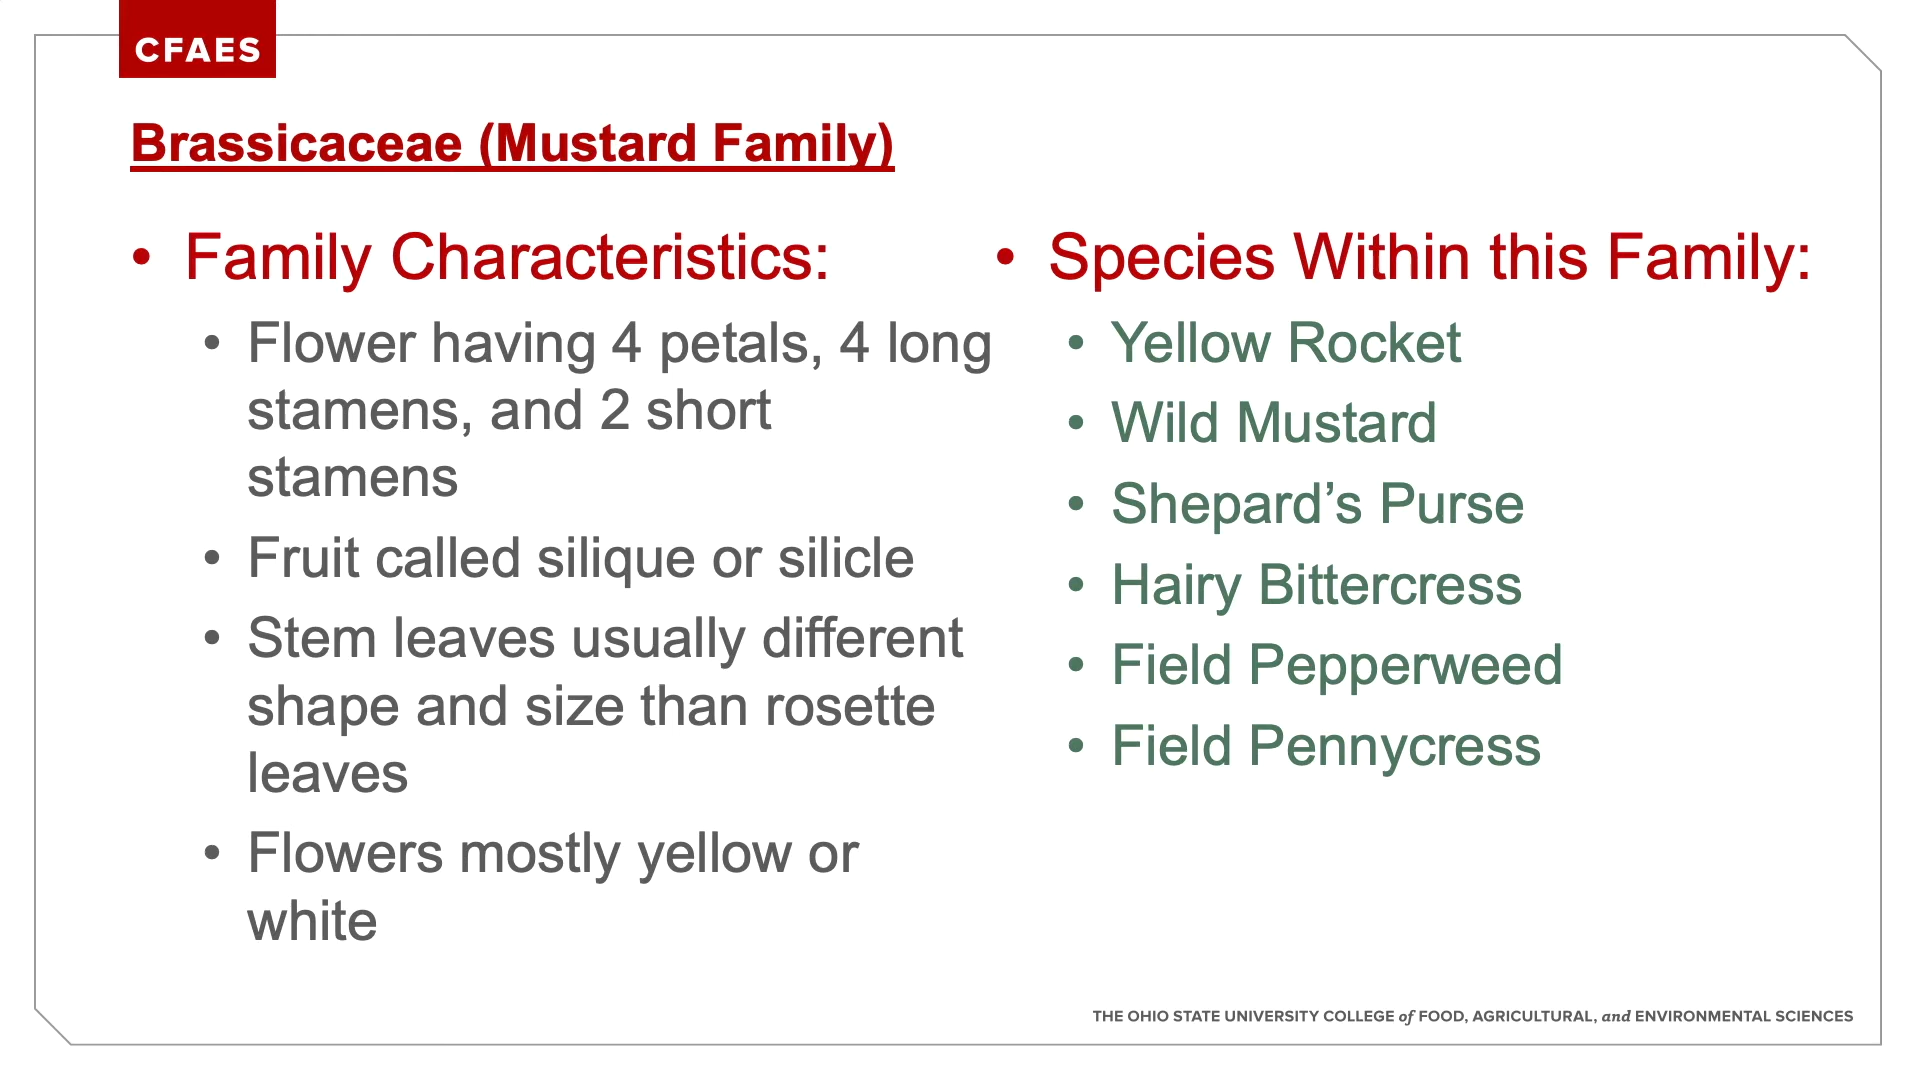 CFAES
Brassicaceae (Mustard Family)
• Family Characteristics:
• Flower having 4 petals, 4 long
stamens, and 2 short
stamens
• Fruit called silique or silicle
• Stem leaves usually different
shape and size than rosette
leaves
• Flowers mostly yellow or
white
• Species Within this Family:
• Yellow Rocket
• Wild Mustard
• Shepard’s Purse
• Hairy Bittercress
• Field Pepperweed
• Field Pennycress
THE OHIO STATE UNIVERSITY COLLEGE of FOOD, AGRICULTURAL, and ENVIRONMENTAL SCIENCES